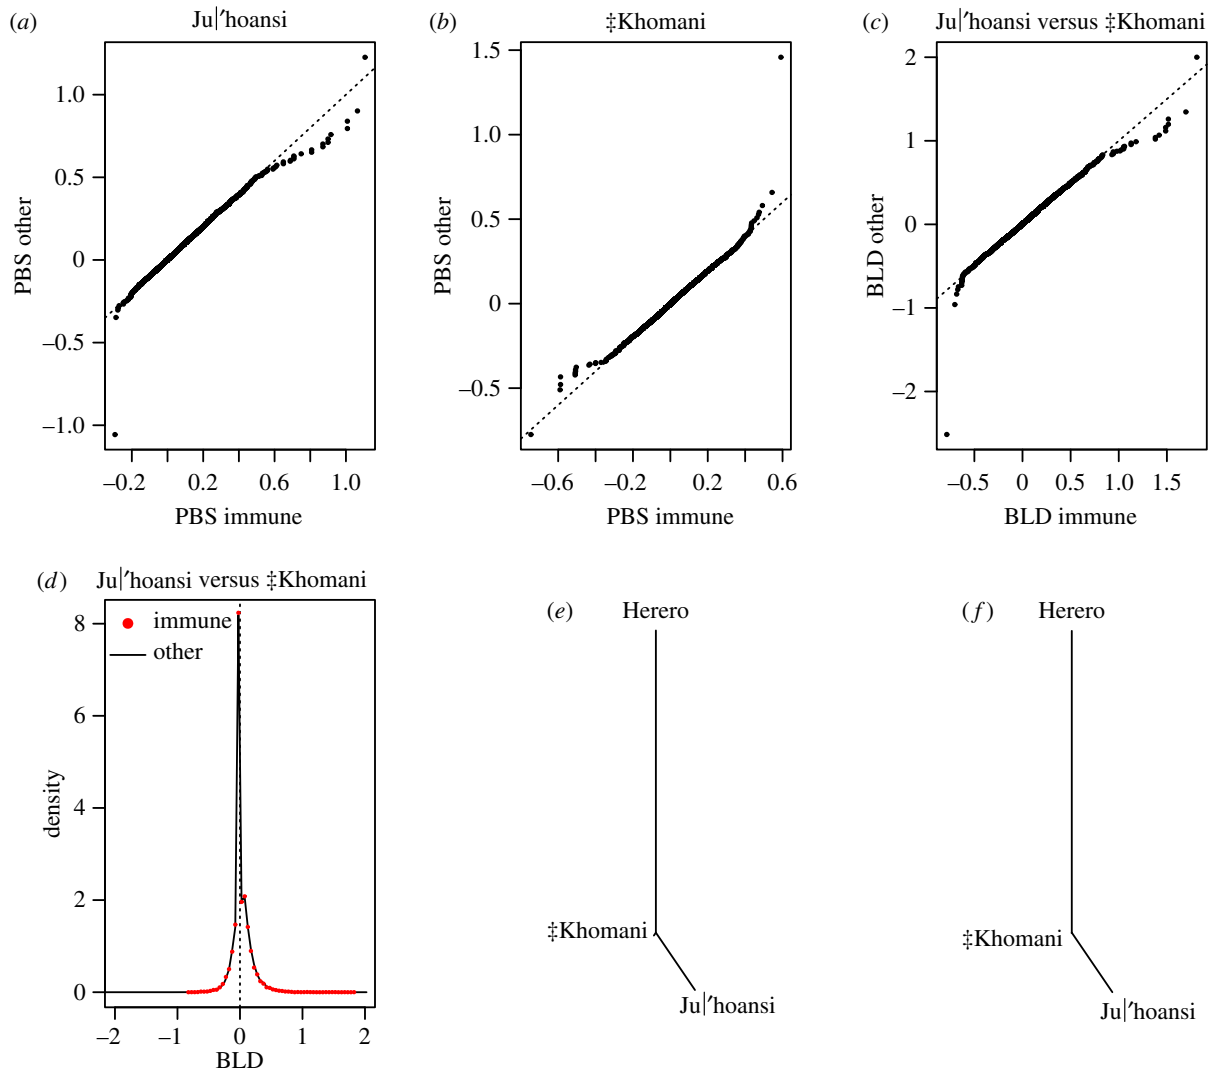 (a) Ju|′hoansi
PBS other
1.0
0.5
0
–0.5
–1.0
–0.2 0.2 0.6 1.0
PBS immune
(b) ‡Khomani
PBS other
1.5
1.0
0.5
0
–0.5
–0.6 –0.2 0.2 0.6
PBS immune
(c) Ju|′hoansi versus ‡Khomani
BLD other
2
1
0
–1
–2
–0.5 0 0.5 1.0 1.5
BLD immune
(d) Ju|′hoansi versus ‡Khomani
immune
other
density
8
6
4
2
0
–2 –1 0 1 2
BLD
(e) Herero
‡Khomani
Ju|′hoansi
(f) Herero
‡Khomani
Ju|′hoansi